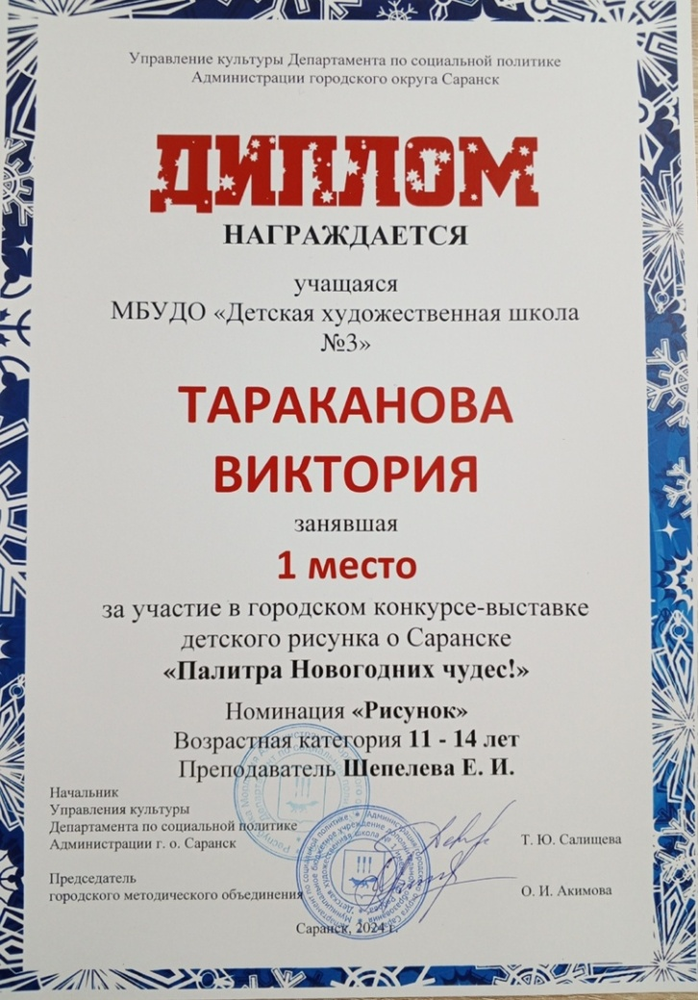 Управление культуры Департамента по социальной политике
Администрации городского округа Саранск
ДИПЛОМ
НАГРАЖДАЕТСЯ
учащаяся
МБУДО «Детская художественная школа
№3»
ТАРАКАНОВА
ВИКТОРИЯ
занявшая
1 место
за участие в городском конкурсе-выставке
детского рисунка о Саранске
«Палитра Новогодних чудес!»
Номинация «Рисунок»
Возрастная категория 11 - 14 лет
Преподаватель Шепелева Е. И.
Начальник
Управления культуры
Департамента по социальной политике
Администрации г. о. Саранск
Т. Ю. Салищева
Председатель
городского методического объединения
О. И. Акимова
Саранск, 2024 г.